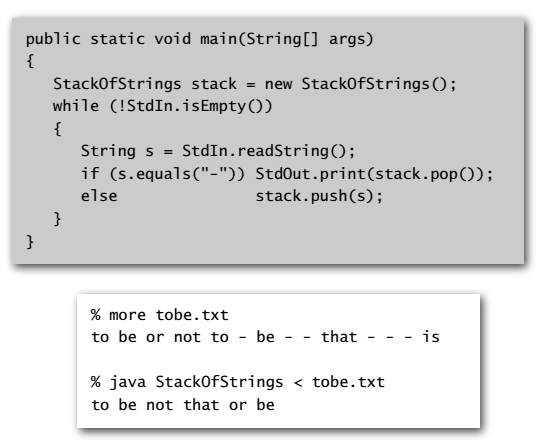 public static void main(String[] args)
{
   StackOfStrings stack = new StackOfStrings();
   while (!StdIn.isEmpty())
   {
      String s = StdIn.readString();
      if (s.equals("-")) StdOut.print(stack.pop());
      else               stack.push(s);
   }
}
% more tobe.txt
to be or not to - be - - that - - - is
% java StackOfStrings < tobe.txt
to be not that or be